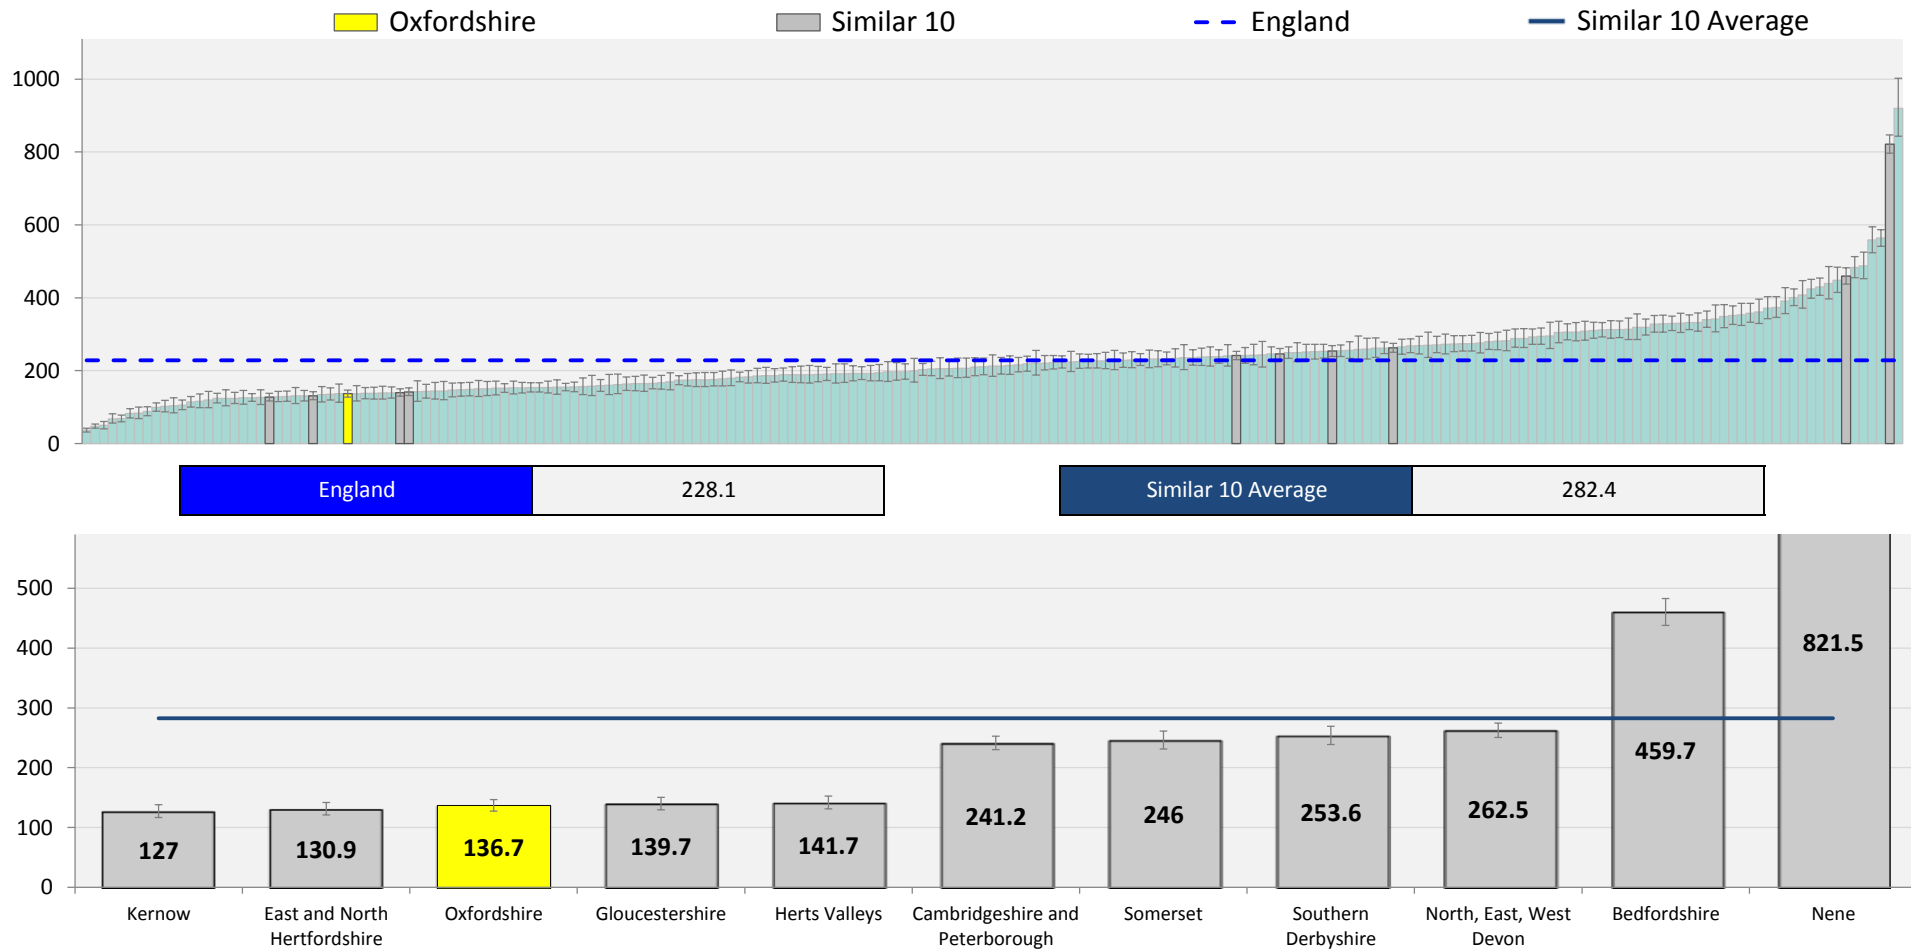 Oxfordshire
Similar 10
England
Similar 10 Average
1000
800
600
400
200
0
England
228.1
Similar 10 Average
282.4
500
400
300
200
100
0
127
130.9
136.7
139.7
141.7
241.2
246
253.6
262.5
459.7
821.5
Kernow
East and North
Hertfordshire
Oxfordshire
Gloucestershire
Herts Valleys
Cambridgeshire and
Peterborough
Somerset
Southern
Derbyshire
North, East, West
Devon
Bedfordshire
Nene